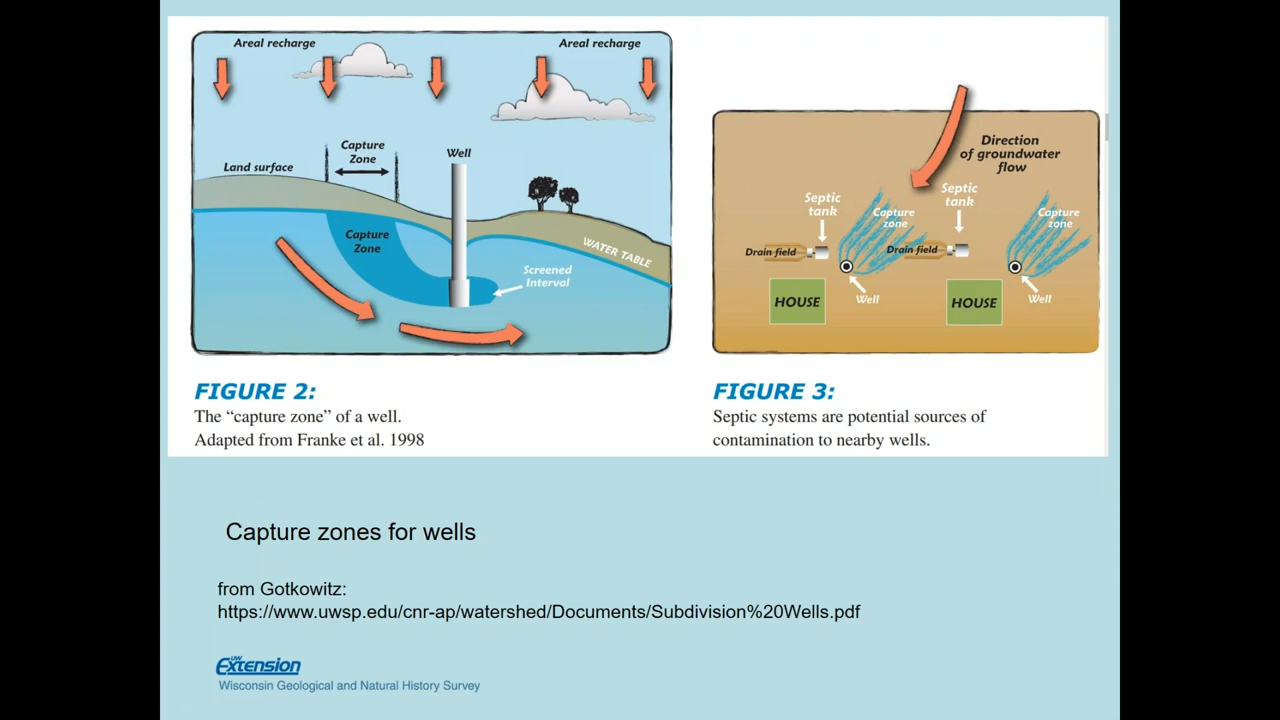 Areal recharge
Areal recharge
Capture
Zone
Well
Land surface
Capture
Zone
Screened
Interval
WATER TABLE
FIGURE 2:
The “capture zone” of a well.
Adapted from Franke et al. 1998
Direction
of groundwater
flow
Septic
tank
Septic
tank
Capture
zone
Capture
zone
Drain field
Drain field
HOUSE
Well
HOUSE
Well
FIGURE 3:
Septic systems are potential sources of
contamination to nearby wells.
Capture zones for wells
from Gotkowitz:
https://www.uwsp.edu/cnr-ap/watershed/Documents/Subdivision%20Wells.pdf
UW
Extension
Wisconsin Geological and Natural History Survey